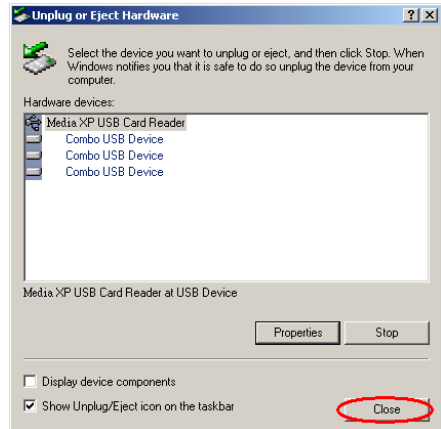 Unplug or Eject Hardware
Select the device you want to unplug or eject, and then click Stop. When
Windows notifies you that it is safe to do so unplug the device from your
computer.
Hardware devices:
Media XP USB Card Reader
Combo USB Device
Combo USB Device
Combo USB Device
Media XP USB Card Reader at USB Device
Properties Stop
Display device components
Show Unplug/Eject icon on the taskbar
Close